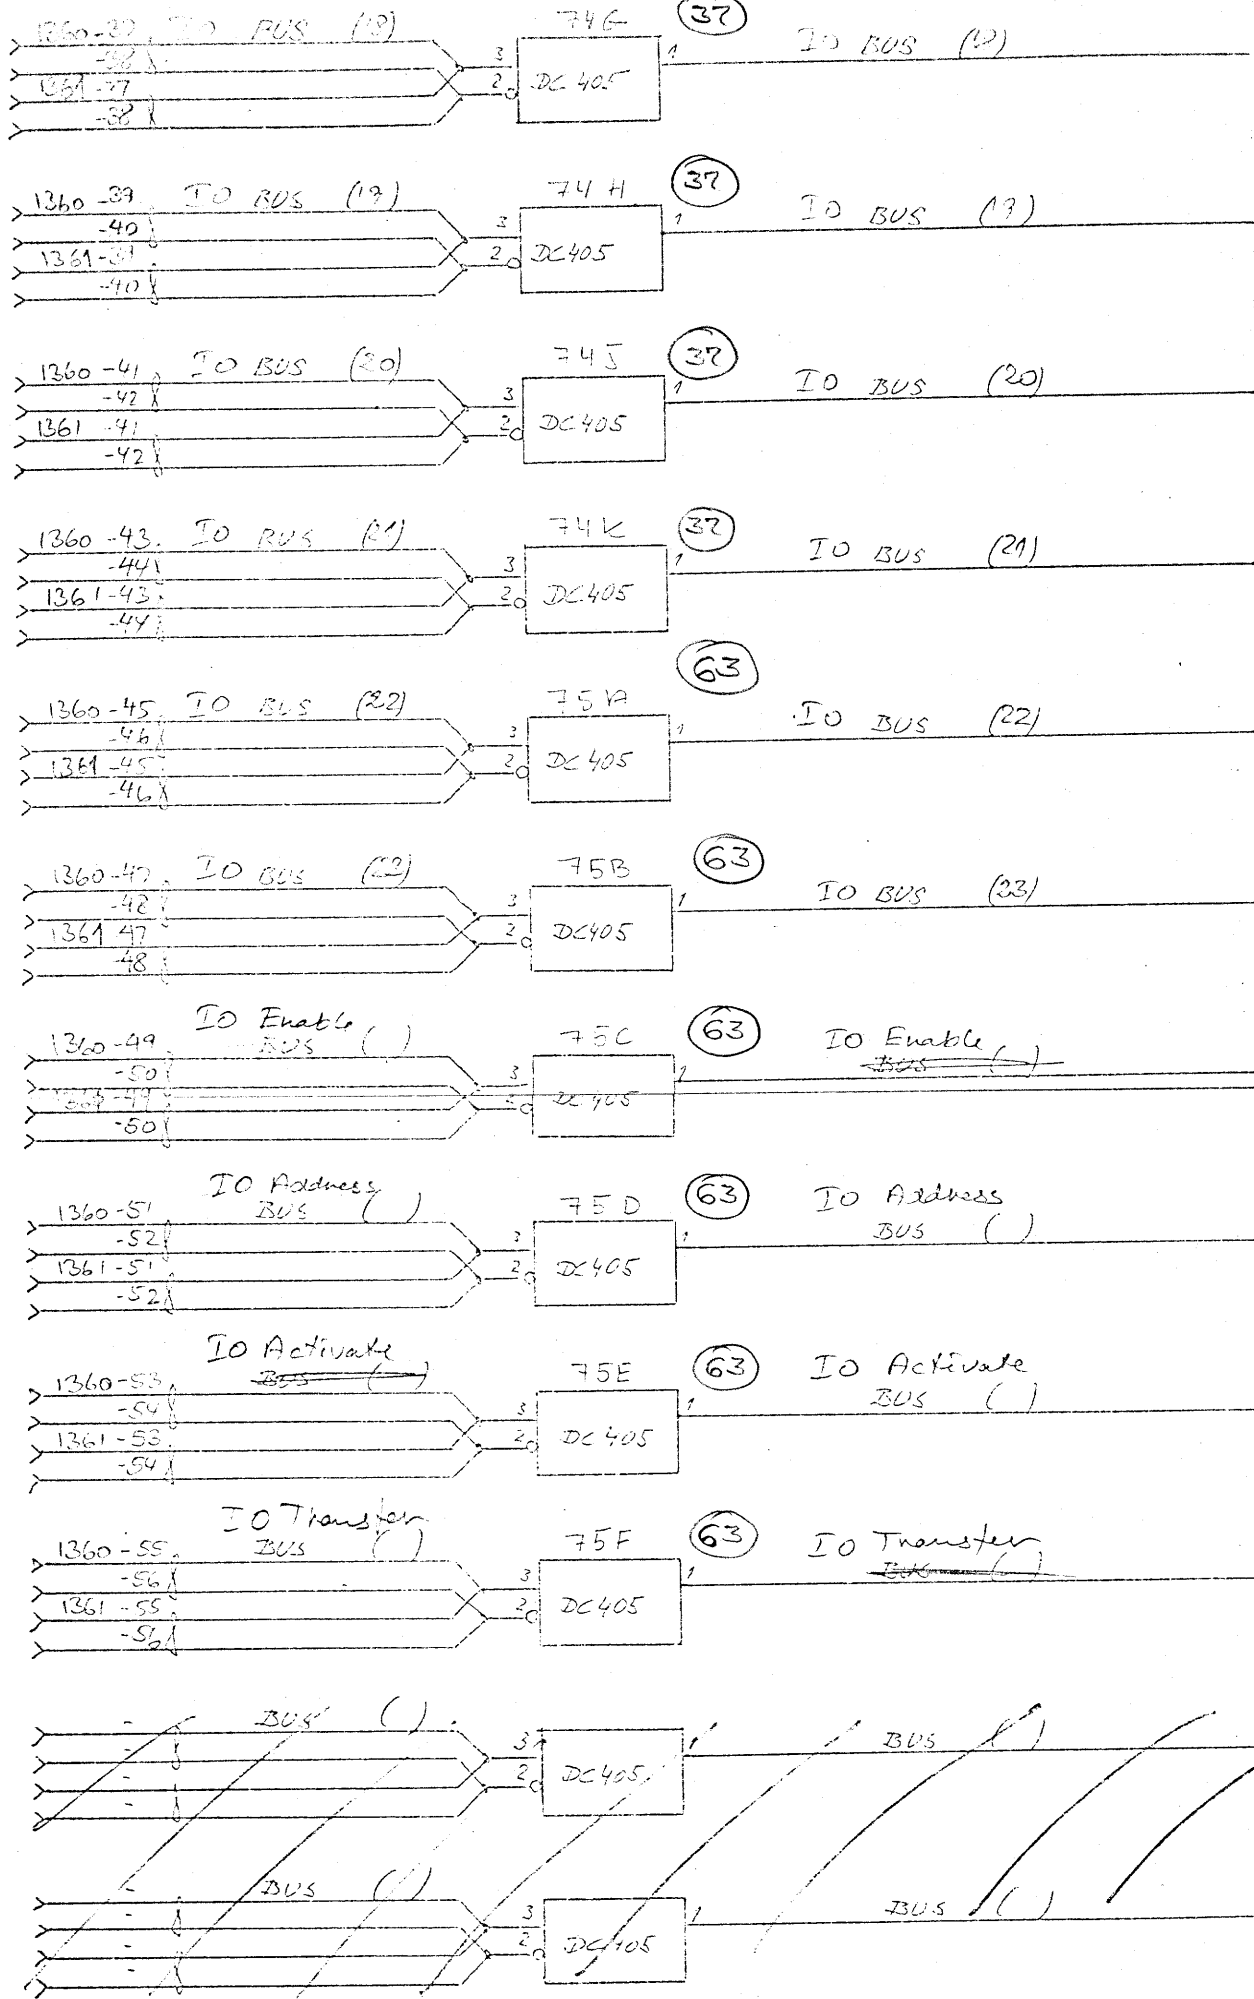 1360-37 IO BUS (18) 74G (37) IO BUS (18)
-38
3 1
1361-37 2 DC405
-38
1360-39 IO BUS (19) 74H (37) IO BUS (19)
-40
3 1
1361-39 2 DC405
-40
1360-41 IO BUS (20) 74J (37) IO BUS (20)
-42
3 1
1361-41 2 DC405
-42
1360-43 IO BUS (21) 74K (37) IO BUS (21)
-44
3 1
1361-43 2 DC405
-44
1360-45 IO BUS (22) 75A (63) IO BUS (22)
-46
3 1
1361-45 2 DC405
-46
1360-47 IO BUS (23) 75B (63) IO BUS (23)
-48
3 1
1361-47 2 DC405
-48
IO Enable 75C (63) IO Enable
1360-49 BUS ( ) BUS ( )
-50
3 1
1361-49 2 DC405
-50
IO Address 75D (63) IO Address
1360-51 BUS ( ) BUS ( )
-52
3 1
1361-51 2 DC405
-52
IO Activate 75E (63) IO Activate
1360-53 BUS ( ) BUS ( )
-54
3 1
1361-53 2 DC405
-54
IO Transfer 75F (63) IO Transfer
1360-55 BUS ( ) BUS ( )
-56
3 1
1361-55 2 DC405
-56
- BUS ( ) BUS ( )
-
3 1
- 2 DC405
-
- BUS ( ) BUS ( )
-
3 1
- 2 DC405
-